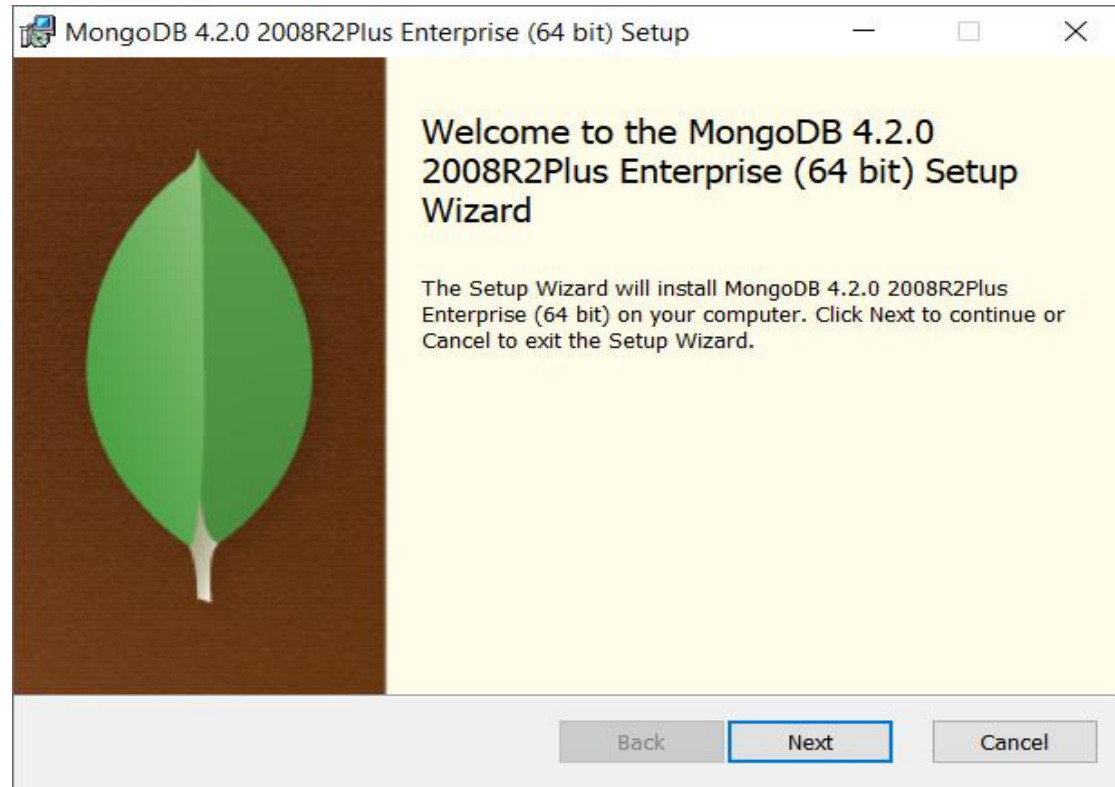 MongoDB 4.2.0 2008R2Plus Enterprise (64 bit) Setup
Welcome to the MongoDB 4.2.0
2008R2Plus Enterprise (64 bit) Setup
Wizard
The Setup Wizard will install MongoDB 4.2.0 2008R2Plus
Enterprise (64 bit) on your computer. Click Next to continue or
Cancel to exit the Setup Wizard.
Back Next Cancel